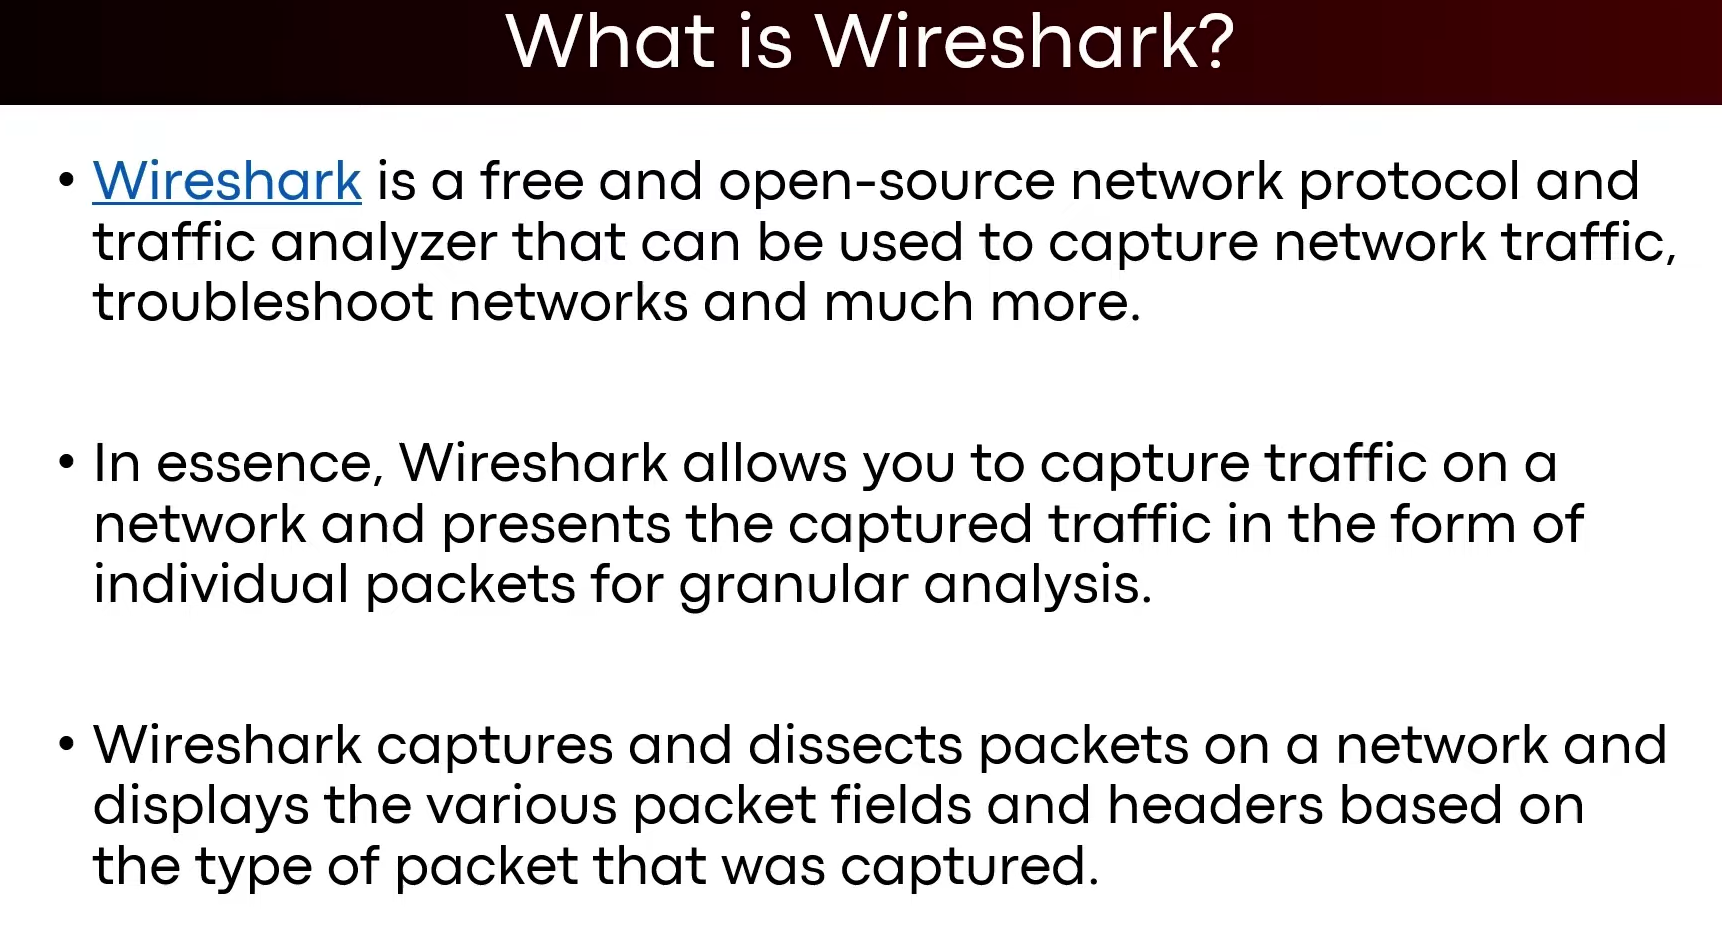 What is Wireshark?
• Wireshark is a free and open-source network protocol and
traffic analyzer that can be used to capture network traffic,
troubleshoot networks and much more.
• In essence, Wireshark allows you to capture traffic on a
network and presents the captured traffic in the form of
individual packets for granular analysis.
• Wireshark captures and dissects packets on a network and
displays the various packet fields and headers based on
the type of packet that was captured.